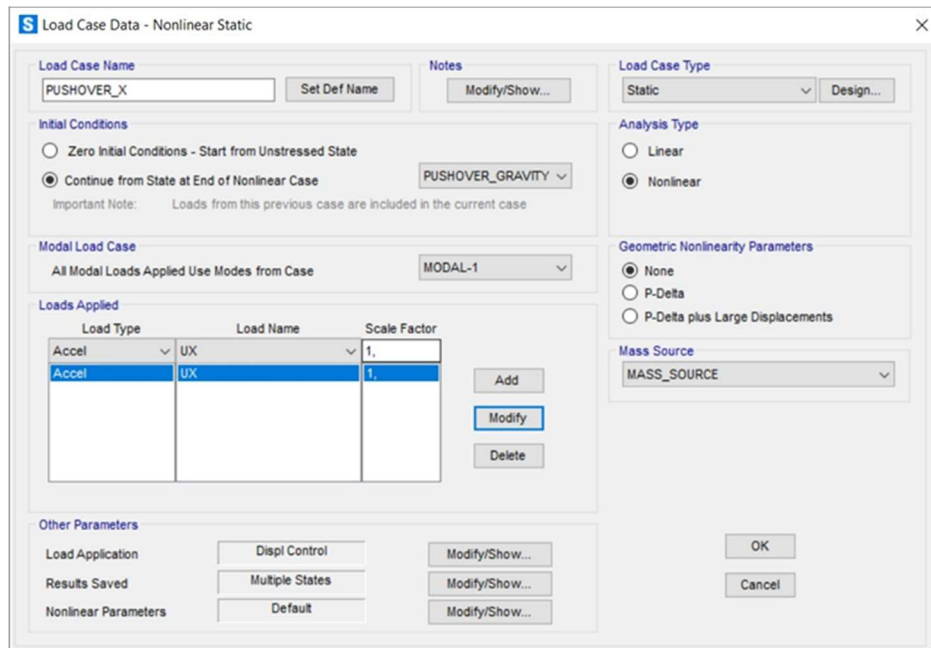 S Load Case Data - Nonlinear Static
Load Case Name
PUSHOVER_X
Set Def Name
Notes
Modify/Show...
Load Case Type
Static
Design...
Initial Conditions
Zero Initial Conditions - Start from Unstressed State
Continue from State at End of Nonlinear Case
PUSHOVER_GRAVITY
Important Note: Loads from this previous case are included in the current case
Analysis Type
Linear
Nonlinear
Modal Load Case
All Modal Loads Applied Use Modes from Case
MODAL-1
Geometric Nonlinearity Parameters
None
P-Delta
P-Delta plus Large Displacements
Loads Applied
Load Type Load Name Scale Factor
Accel UX 1,
Accel UX 1,
Add
Modify
Delete
Mass Source
MASS_SOURCE
Other Parameters
Load Application Displ Control Modify/Show...
Results Saved Multiple States Modify/Show...
Nonlinear Parameters Default Modify/Show...
OK
Cancel